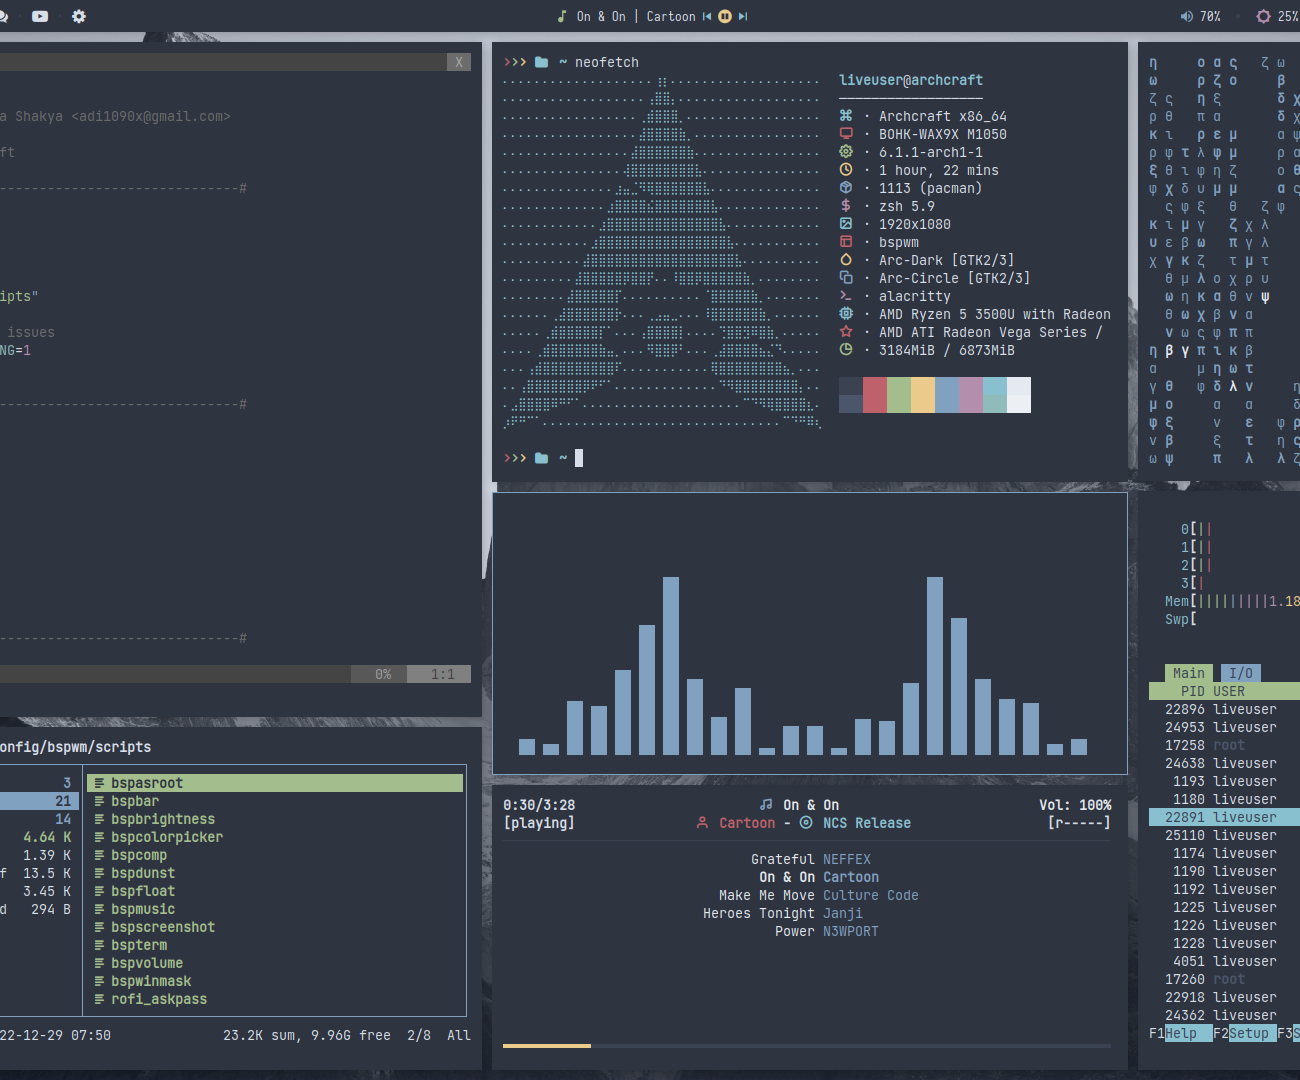 On & On | Cartoon
70%
25%
X
a Shakya <adi1090x@gmail.com>
ft
------------------------------#
------------------------------#
ipts"
issues
NG=1
------------------------------#
0% 1:1
onfig/bspwm/scripts
3
21
14
4.64 K
1.39 K
f 13.5 K
3.45 K
d 294 B
bspasroot
bspbar
bspbrightness
bspcolorpicker
bspcomp
bspdunst
bspfloat
bspmusic
bspscreenshot
bspterm
bspvolume
bspwinmask
rofi_askpass
22-12-29 07:50 23.2K sum, 9.96G free 2/8 All
~ neofetch
liveuser@archcraft
------------------
· Archcraft x86_64
· BOHK-WAX9X M1050
· 6.1.1-arch1-1
· 1 hour, 22 mins
· 1113 (pacman)
· zsh 5.9
· 1920x1080
· bspwm
· Arc-Dark [GTK2/3]
· Arc-Circle [GTK2/3]
· alacritty
· AMD Ryzen 5 3500U with Radeon
· AMD ATI Radeon Vega Series /
· 3184MiB / 6873MiB
~
0:30/3:28 On & On Vol: 100%
[playing] Cartoon - NCS Release [r-----]
Grateful NEFFEX
On & On Cartoon
Make Me Move Culture Code
Heroes Tonight Janji
Power N3WPORT
0[||
1[||
2[||
3[|
Mem[|||||||||1.18
Swp[
Main I/O
PID USER
22896 liveuser
24953 liveuser
17258 root
24638 liveuser
1193 liveuser
1180 liveuser
22891 liveuser
25110 liveuser
1174 liveuser
1190 liveuser
1192 liveuser
1225 liveuser
1226 liveuser
1228 liveuser
4051 liveuser
17260 root
22918 liveuser
24362 liveuser
F1Help F2Setup F3S